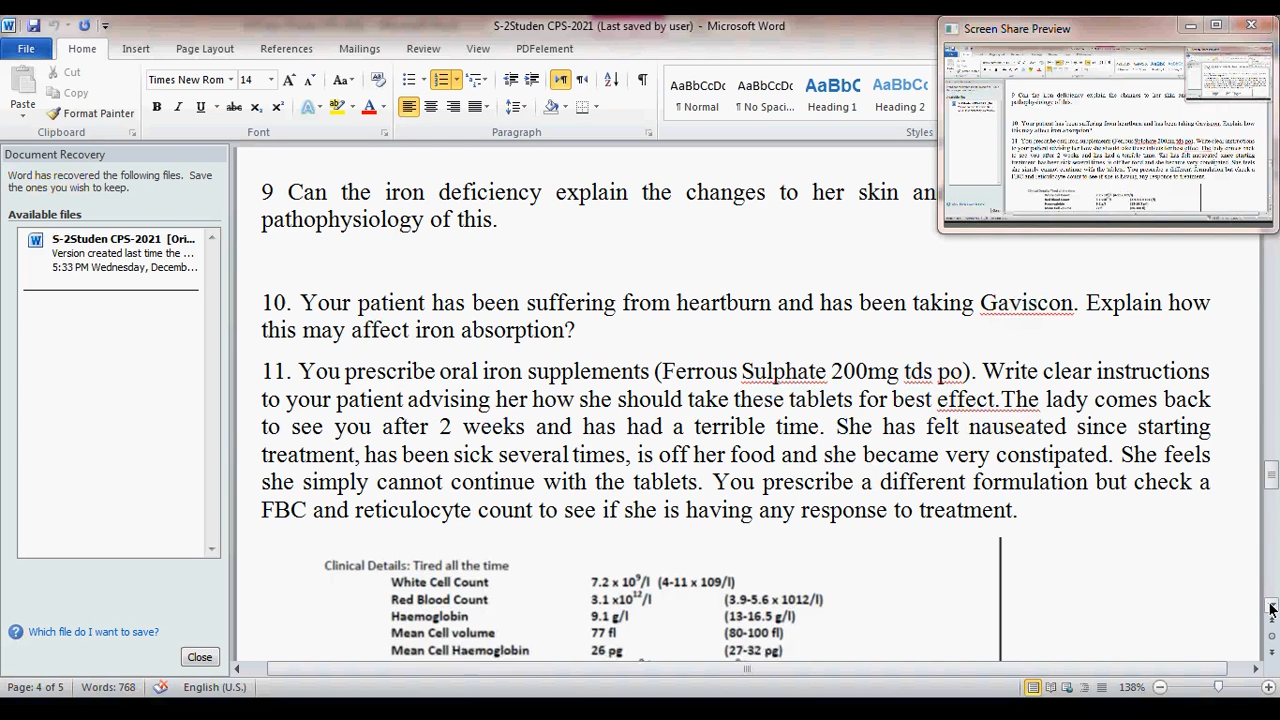 S-2Studen CPS-2021 (Last saved by user) - Microsoft Word
Screen Share Preview
File Home Insert Page Layout References Mailings Review View PDFelement
Paste
Cut
Copy
Format Painter
Clipboard
Times New Rom 14
Font
Paragraph
AaBbCcDd AaBbCcDd AaBbC AaBbC
¶ Normal ¶ No Spaci... Heading 1 Heading 2
Styles
Document Recovery
Word has recovered the following files. Save
the ones you wish to keep.
Available files
S-2Studen CPS-2021 [Ori...
Version created last time the ...
5:33 PM Wednesday, Decemb...
Which file do I want to save?
Close
9 Can the iron deficiency explain the changes to her skin an
pathophysiology of this.
10. Your patient has been suffering from heartburn and has been taking Gaviscon. Explain how
this may affect iron absorption?
11. You prescribe oral iron supplements (Ferrous Sulphate 200mg tds po). Write clear instructions
to your patient advising her how she should take these tablets for best effect.The lady comes back
to see you after 2 weeks and has had a terrible time. She has felt nauseated since starting
treatment, has been sick several times, is off her food and she became very constipated. She feels
she simply cannot continue with the tablets. You prescribe a different formulation but check a
FBC and reticulocyte count to see if she is having any response to treatment.
Clinical Details: Tired all the time
White Cell Count 7.2 x 10⁹/l (4-11 x 109/l)
Red Blood Count 3.1 x10¹²/l (3.9-5.6 x 1012/l)
Haemoglobin 9.1 g/l (13-16.5 g/l)
Mean Cell volume 77 fl (80-100 fl)
Mean Cell Haemoglobin 26 pg (27-32 pg)
Page: 4 of 5 Words: 768 English (U.S.) 138%